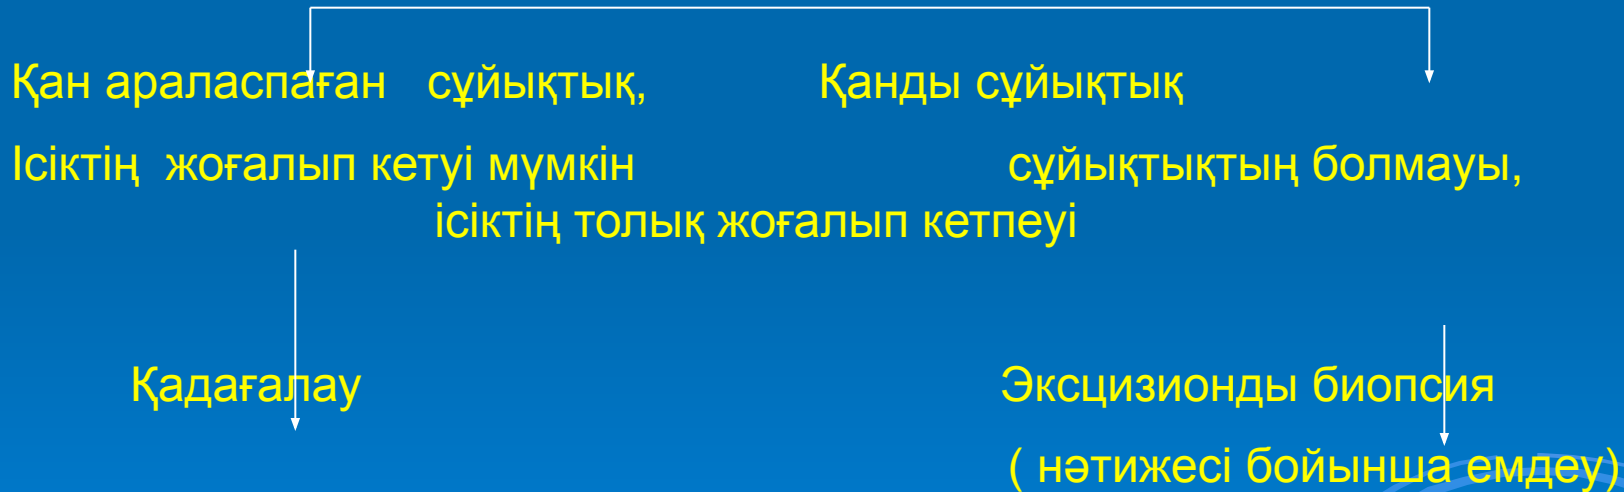 Қан араласпаған сұйықтық, Қанды сұйықтық
Ісіктің жоғалып кетуі мүмкін сұйықтықтың болмауы,
ісіктің толық жоғалып кетпеуі
Қадағалау Эксцизионды биопсия
( нәтижесі бойынша емдеу)